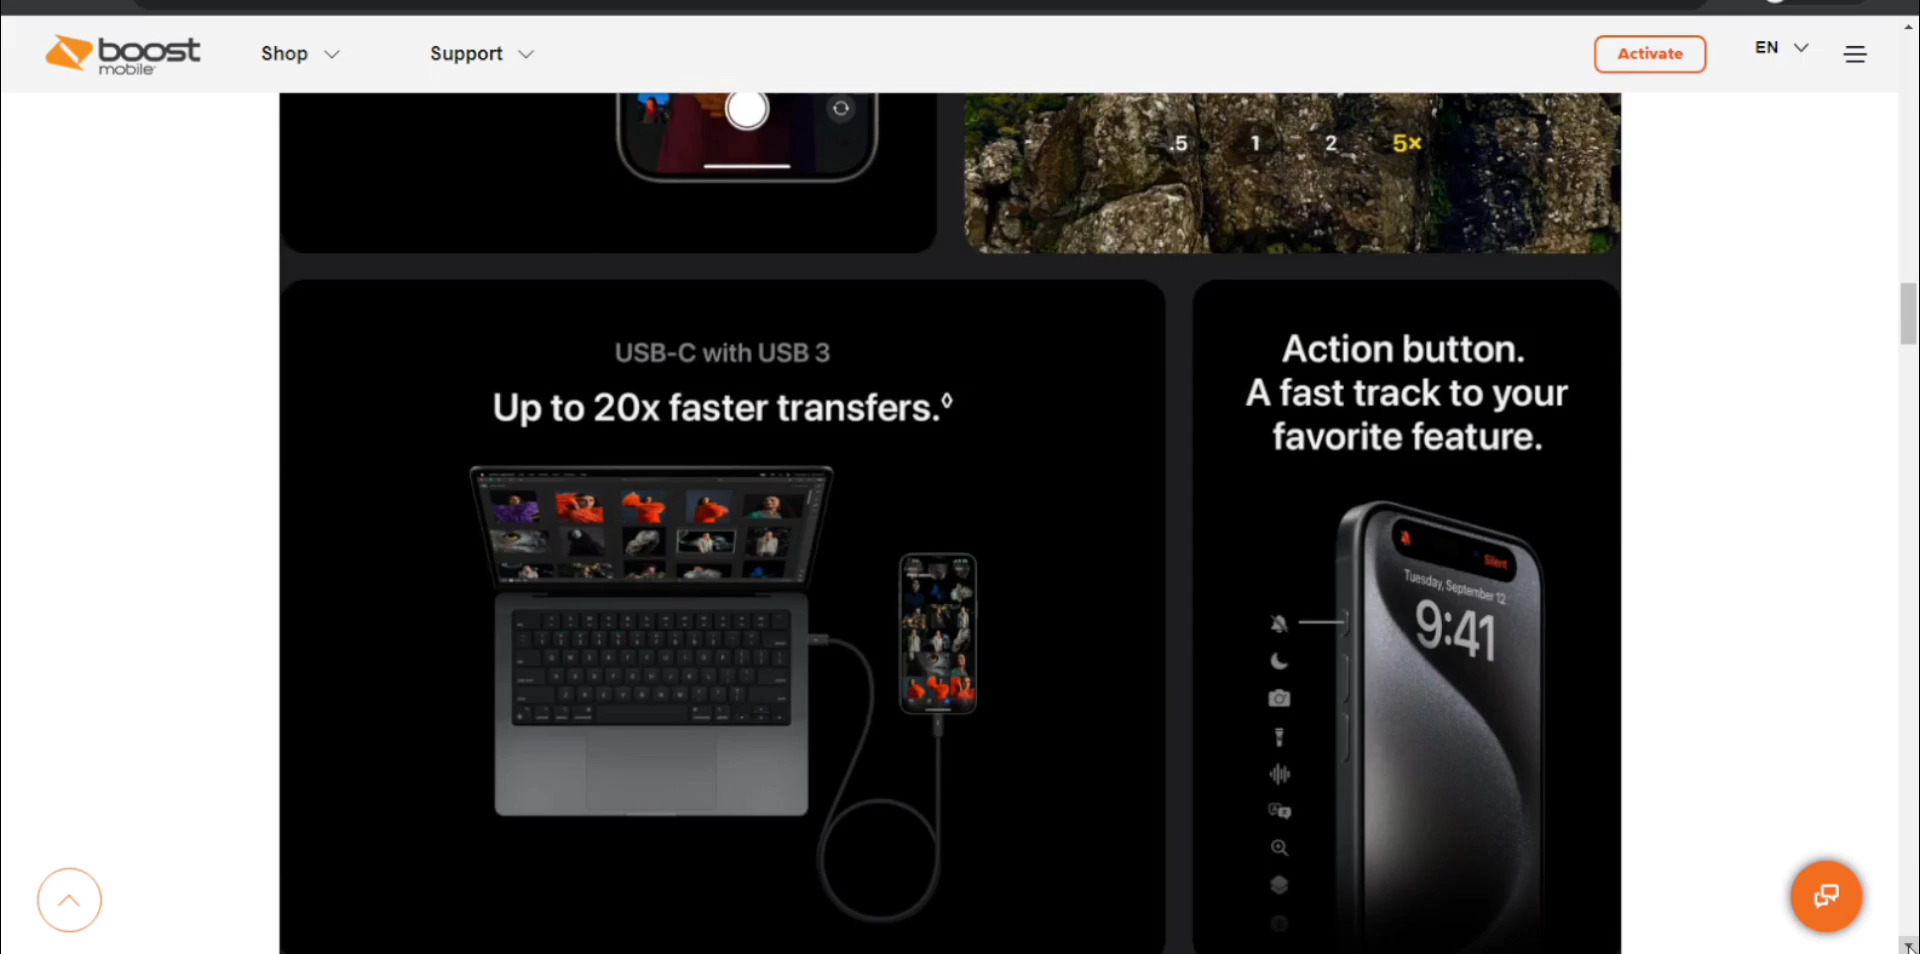 boost
mobile
Shop
Support
Activate
EN
.5 1 2 5×
USB-C with USB 3
Up to 20x faster transfers.◊
Action button.
A fast track to your
favorite feature.
Silent
Tuesday, September 12
9:41